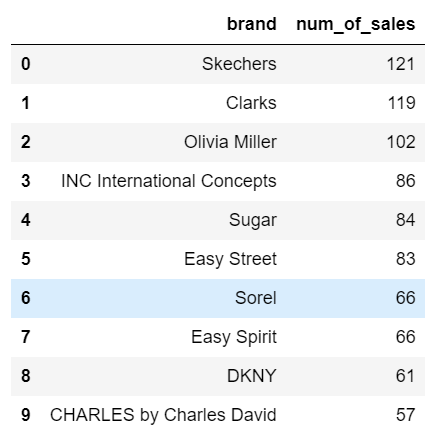 brand num_of_sales
0 Skechers 121
1 Clarks 119
2 Olivia Miller 102
3 INC International Concepts 86
4 Sugar 84
5 Easy Street 83
6 Sorel 66
7 Easy Spirit 66
8 DKNY 61
9 CHARLES by Charles David 57